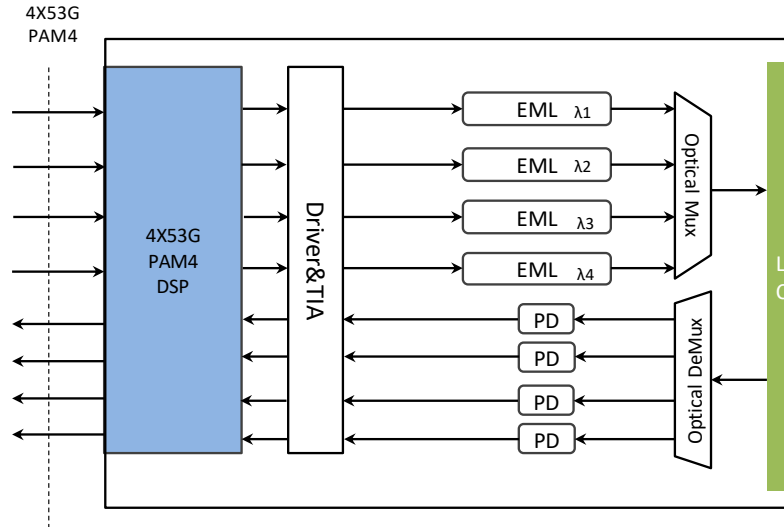 4X53G
PAM4
4X53G
PAM4
DSP
Driver&TIA
EML λ1
EML λ2
EML λ3
EML λ4
PD
PD
PD
PD
Optical Mux
Optical DeMux